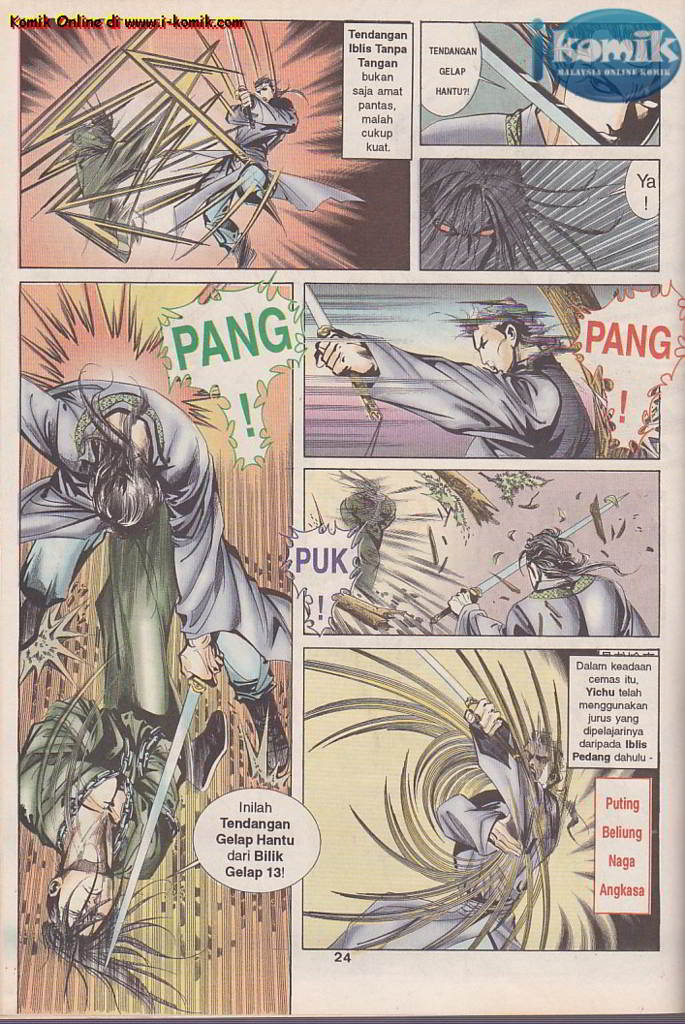 Komik Online di www.i-komik.com
Tendangan
Iblis Tanpa
Tangan
bukan
saja amat
pantas,
malah
cukup
kuat.
TENDANGAN
GELAP
HANTU?!
komik
MALAYSIA ONLINE KOMIK
Ya
!
PANG
!
PANG
!
PUK
!
Inilah
Tendangan
Gelap Hantu
dari Bilik
Gelap 13!
Dalam keadaan
cemas itu,
Yichu telah
menggunakan
jurus yang
dipelajarinya
daripada Iblis
Pedang dahulu -
Puting
Beliung
Naga
Angkasa
24